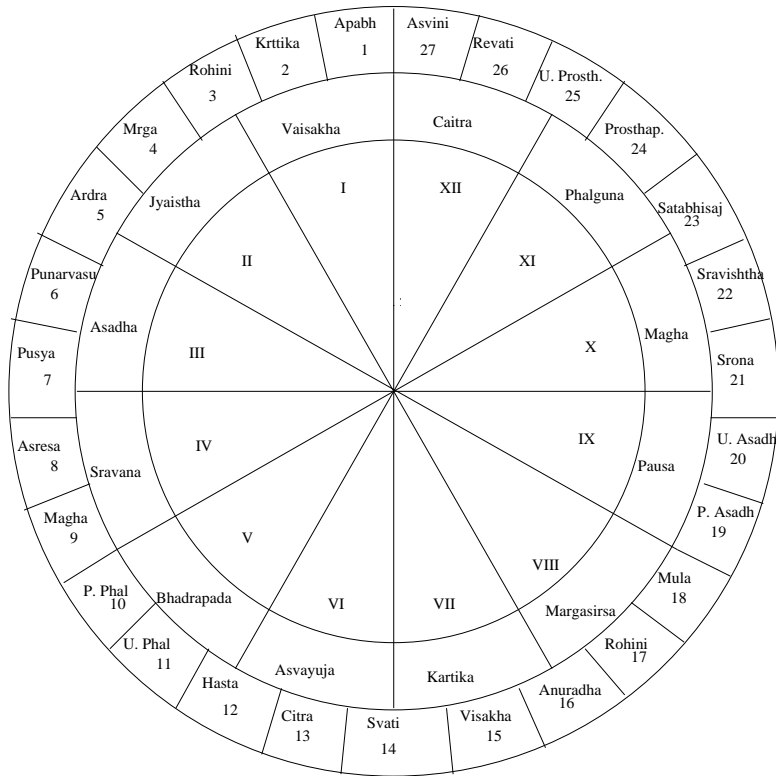 Apabh
1
Krttika
2
Rohini
3
Mrga
4
Ardra
5
Punarvasu
6
Pusya
7
Asresa
8
Magha
9
P. Phal
10
U. Phal
11
Hasta
12
Citra
13
Svati
14
Visakha
15
Anuradha
16
Rohini
17
Mula
18
P. Asadh
19
U. Asadh
20
Srona
21
Sravishtha
22
Satabhisaj
23
Prosthap.
24
U. Prosth.
25
Revati
26
Asvini
27
Vaisakha
Jyaistha
Asadha
Sravana
Bhadrapada
Asvayuja
Kartika
Margasirsa
Pausa
Magha
Phalguna
Caitra
I
II
III
IV
V
VI
VII
VIII
IX
X
XI
XII